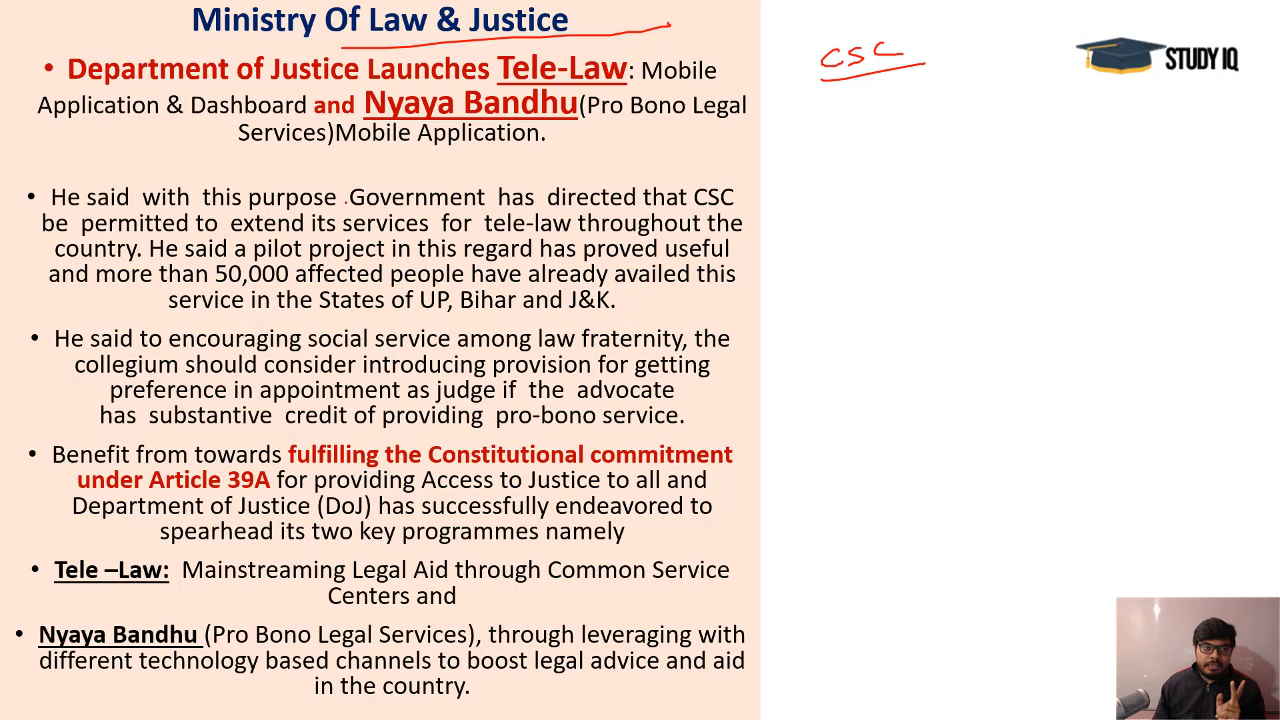 Ministry Of Law & Justice
• Department of Justice Launches Tele-Law: Mobile
Application & Dashboard and Nyaya Bandhu(Pro Bono Legal
Services)Mobile Application.
• He said with this purpose .Government has directed that CSC
be permitted to extend its services for tele-law throughout the
country. He said a pilot project in this regard has proved useful
and more than 50,000 affected people have already availed this
service in the States of UP, Bihar and J&K.
• He said to encouraging social service among law fraternity, the
collegium should consider introducing provision for getting
preference in appointment as judge if the advocate
has substantive credit of providing pro-bono service.
• Benefit from towards fulfilling the Constitutional commitment
under Article 39A for providing Access to Justice to all and
Department of Justice (DoJ) has successfully endeavored to
spearhead its two key programmes namely
• Tele –Law: Mainstreaming Legal Aid through Common Service
Centers and
• Nyaya Bandhu (Pro Bono Legal Services), through leveraging with
different technology based channels to boost legal advice and aid
in the country.
CSC
STUDY IQ